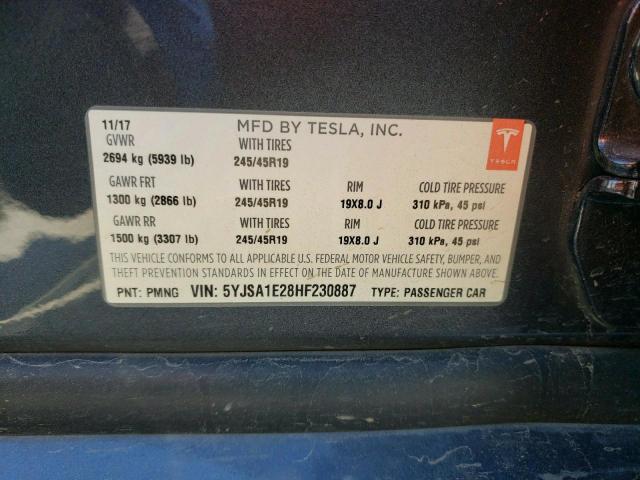 11/17 MFD BY TESLA, INC.
GVWR WITH TIRES
2694 kg (5939 lb) 245/45R19
TESLA
GAWR FRT WITH TIRES RIM COLD TIRE PRESSURE
1300 kg (2866 lb) 245/45R19 19X8.0 J 310 kPa, 45 psi
GAWR RR WITH TIRES RIM COLD TIRE PRESSURE
1500 kg (3307 lb) 245/45R19 19X8.0 J 310 kPa, 45 psi
THIS VEHICLE CONFORMS TO ALL APPLICABLE U.S. FEDERAL MOTOR VEHICLE SAFETY, BUMPER, AND
THEFT PREVENTION STANDARDS IN EFFECT ON THE DATE OF MANUFACTURE SHOWN ABOVE.
PNT: PMNG VIN: 5YJSA1E28HF230887 TYPE: PASSENGER CAR